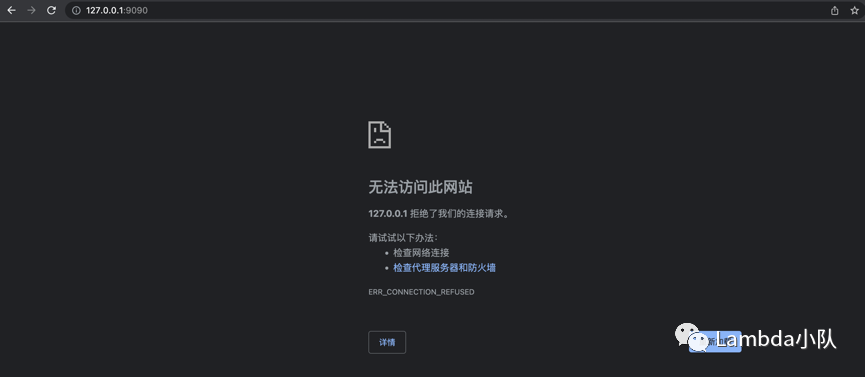 127.0.0.1:9090
无法访问此网站
127.0.0.1 拒绝了我们的连接请求。
请试试以下办法：
• 检查网络连接
• 检查代理服务器和防火墙
ERR_CONNECTION_REFUSED
详情
Lambda小队